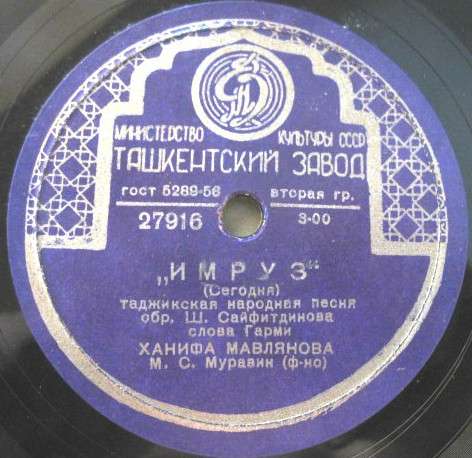 МИНИСТЕРСТВО КУЛЬТУРЫ СССР
ТАШКЕНТСКИЙ ЗАВОД
гост 5289-56 вторая гр.
27916 3-00
„ИМРУЗ“
(Сегодня)
таджикская народная песня
обр. Ш. Сайфитдинова
слова Гарми
ХАНИФА МАВЛЯНОВА
М. С. Муравин (ф-но)